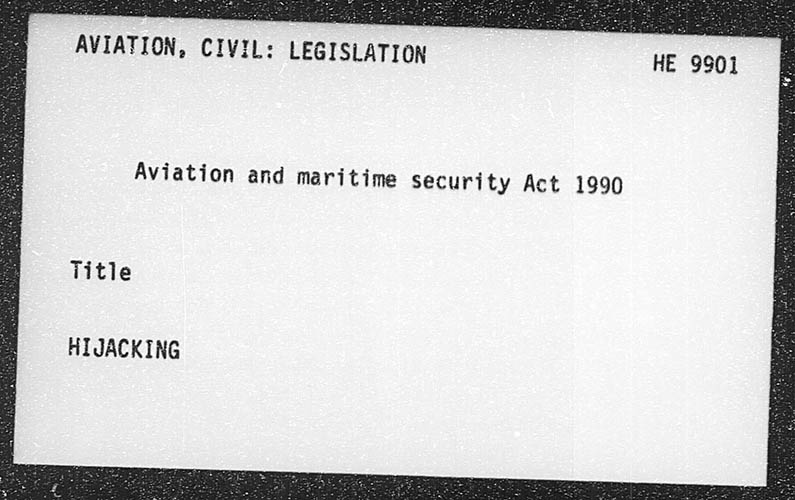 AVIATION, CIVIL: LEGISLATION HE 9901
Aviation and maritime security Act 1990
Title
HIJACKING